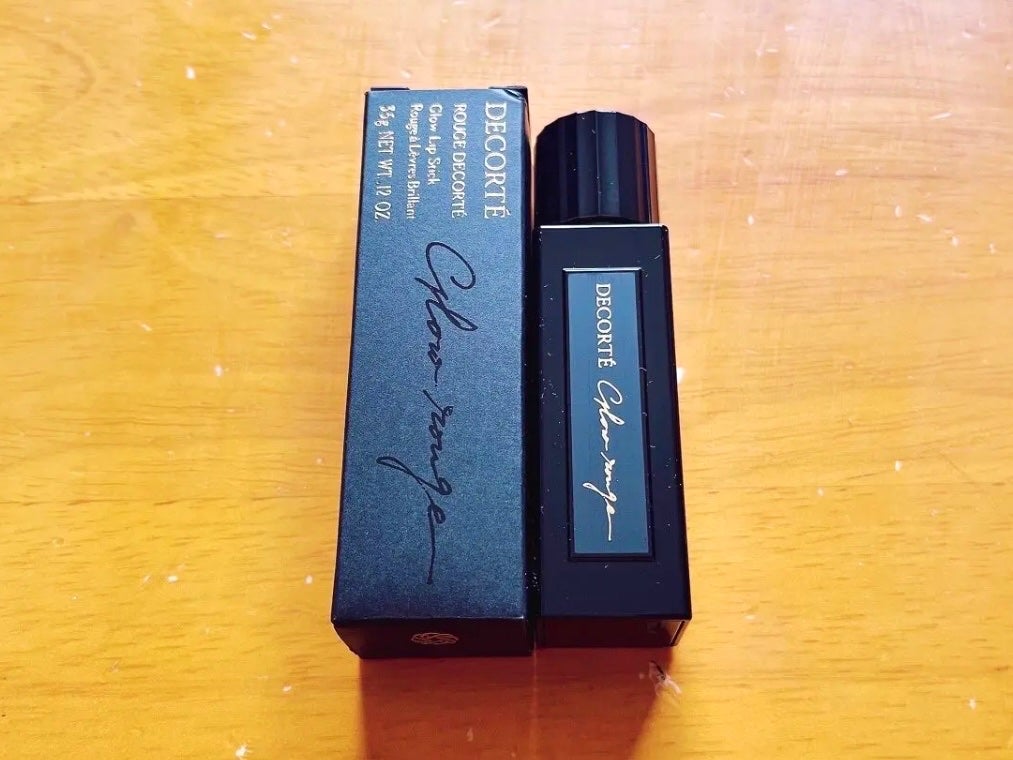 DECORTÉ
ROUGE DECORTÉ
Glow Lip Stick
Rouge à Lèvres Brillant
3.5g NET WT. .12 OZ.
Glow rouge
DECORTÉ Glow rouge